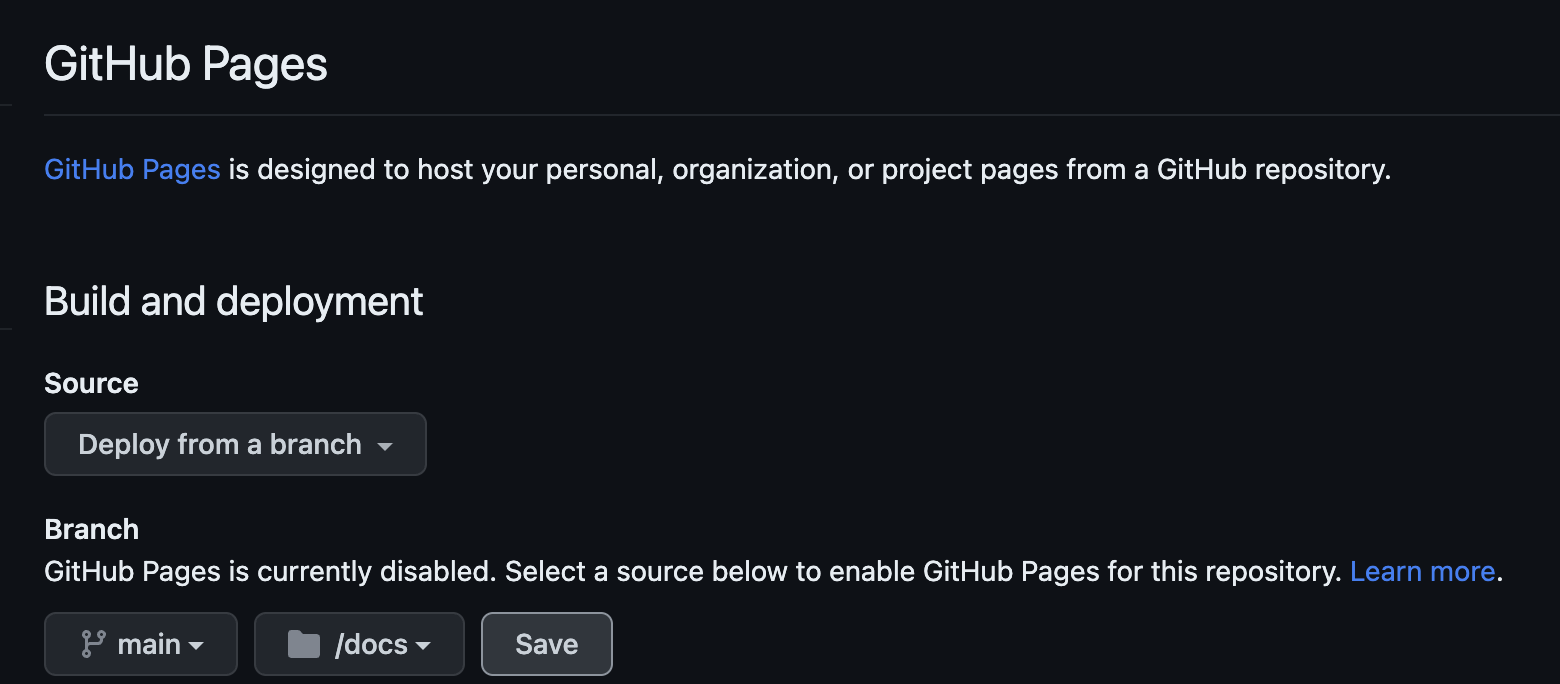 GitHub Pages
GitHub Pages is designed to host your personal, organization, or project pages from a GitHub repository.
Build and deployment
Source
Deploy from a branch
Branch
GitHub Pages is currently disabled. Select a source below to enable GitHub Pages for this repository. Learn more.
main /docs Save